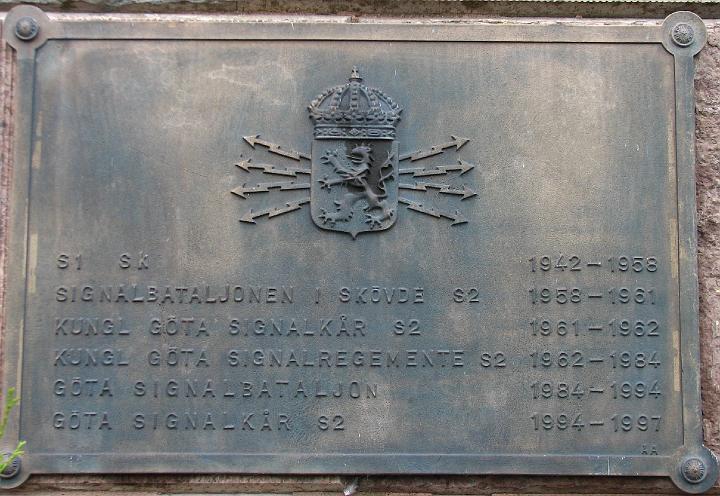 S1 SK 1942-1958
SIGNALBATALJONEN I SKÖVDE S2 1958-1961
KUNGL GÖTA SIGNALKÅR S2 1961-1962
KUNGL GÖTA SIGNALREGEMENTE S2 1962-1984
GÖTA SIGNALBATALJON 1984-1994
GÖTA SIGNALKÅR S2 1994-1997
ÄA